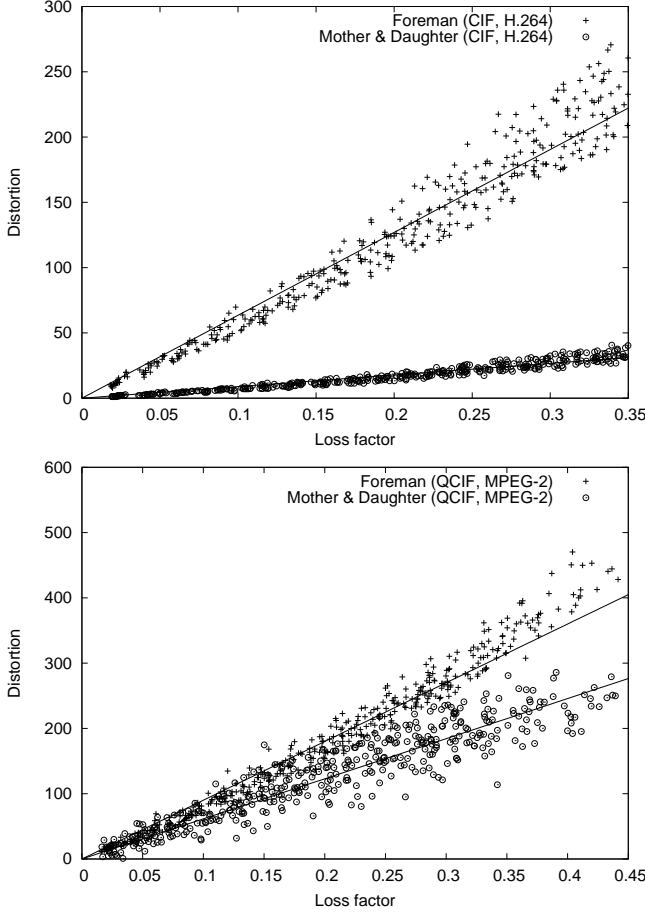 300
Foreman (CIF, H.264)
Mother & Daughter (CIF, H.264)
250
200
150
100
50
0
Distortion
0 0.05 0.1 0.15 0.2 0.25 0.3 0.35
Loss factor
600
Foreman (QCIF, MPEG-2)
Mother & Daughter (QCIF, MPEG-2)
500
400
300
200
100
0
Distortion
0 0.05 0.1 0.15 0.2 0.25 0.3 0.35 0.4 0.45
Loss factor